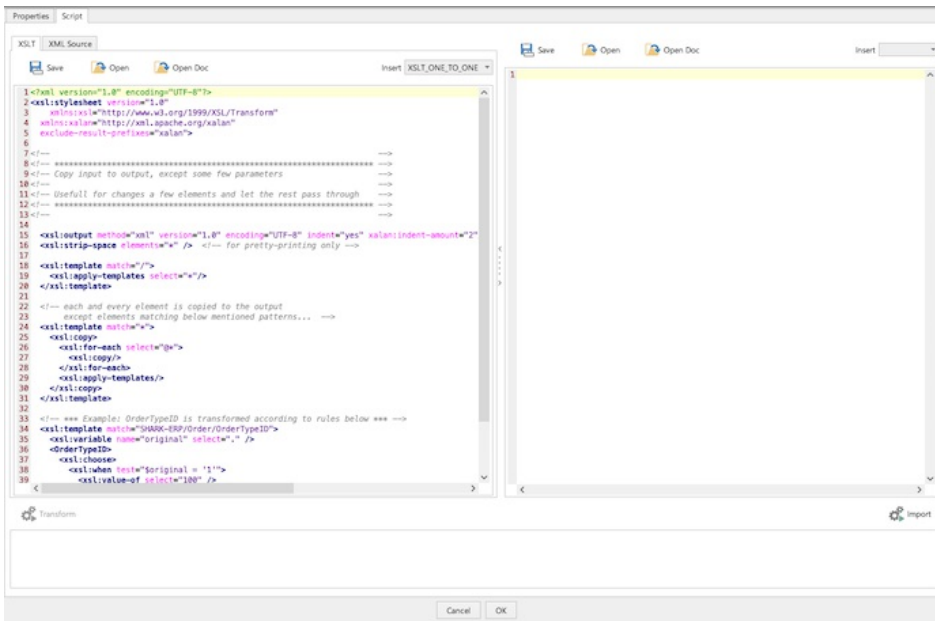 Properties Script
XSLT XML Source
Save Open Open Doc Insert XSLT_ONE_TO_ONE
Save Open Open Doc Insert
1 <?xml version="1.0" encoding="UTF-8"?>
2 <xsl:stylesheet version="1.0"
3     xmlns:xsl="http://www.w3.org/1999/XSL/Transform"
4   xmlns:xalan="http://xml.apache.org/xalan"
5   exclude-result-prefixes="xalan">
6
7 <!-- -->
8 <!-- ******************************************************************** -->
9 <!-- Copy input to output, except some few parameters -->
10 <!-- -->
11 <!-- Usefull for changes a few elements and let the rest pass through -->
12 <!-- ******************************************************************** -->
13 <!-- -->
14
15   <xsl:output method="xml" version="1.0" encoding="UTF-8" indent="yes" xalan:indent-amount="2"
16   <xsl:strip-space elements="*" /> <!-- for pretty-printing only -->
17
18   <xsl:template match="/">
19     <xsl:apply-templates select="*"/>
20   </xsl:template>
21
22   <!-- each and every element is copied to the output
23        except elements matching below mentioned patterns... -->
24   <xsl:template match="*">
25     <xsl:copy>
26       <xsl:for-each select="@*">
27         <xsl:copy/>
28       </xsl:for-each>
29       <xsl:apply-templates/>
30     </xsl:copy>
31   </xsl:template>
32
33   <!-- *** Example: OrderTypeID is transformed according to rules below *** -->
34   <xsl:template match="SHARK-ERP/Order/OrderTypeID">
35     <xsl:variable name="original" select="." />
36     <OrderTypeID>
37       <xsl:choose>
38         <xsl:when test="$original = '1'">
39           <xsl:value-of select="100" />
1
Transform
Import
Cancel OK